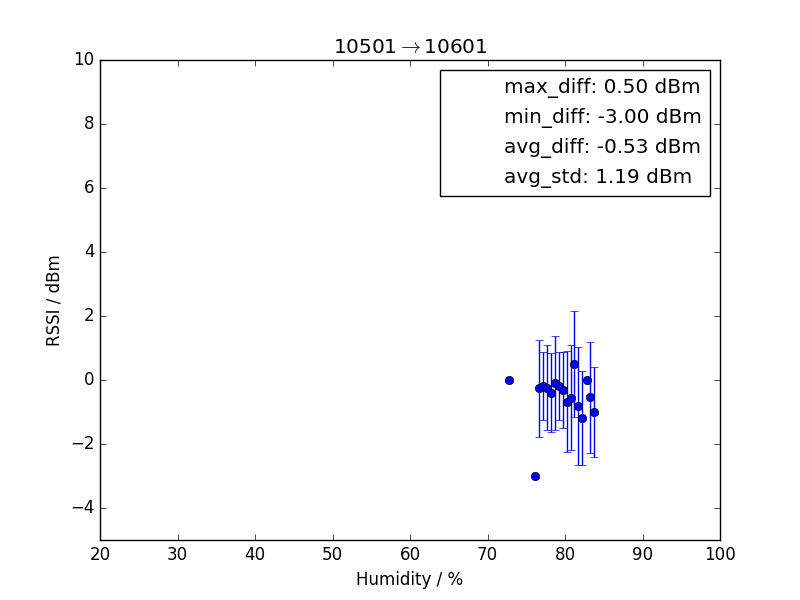 10501→10601
max_diff: 0.50 dBm
min_diff: -3.00 dBm
avg_diff: -0.53 dBm
avg_std: 1.19 dBm
10
8
6
4
2
0
−2
−4
RSSI / dBm
20 30 40 50 60 70 80 90 100
Humidity / %